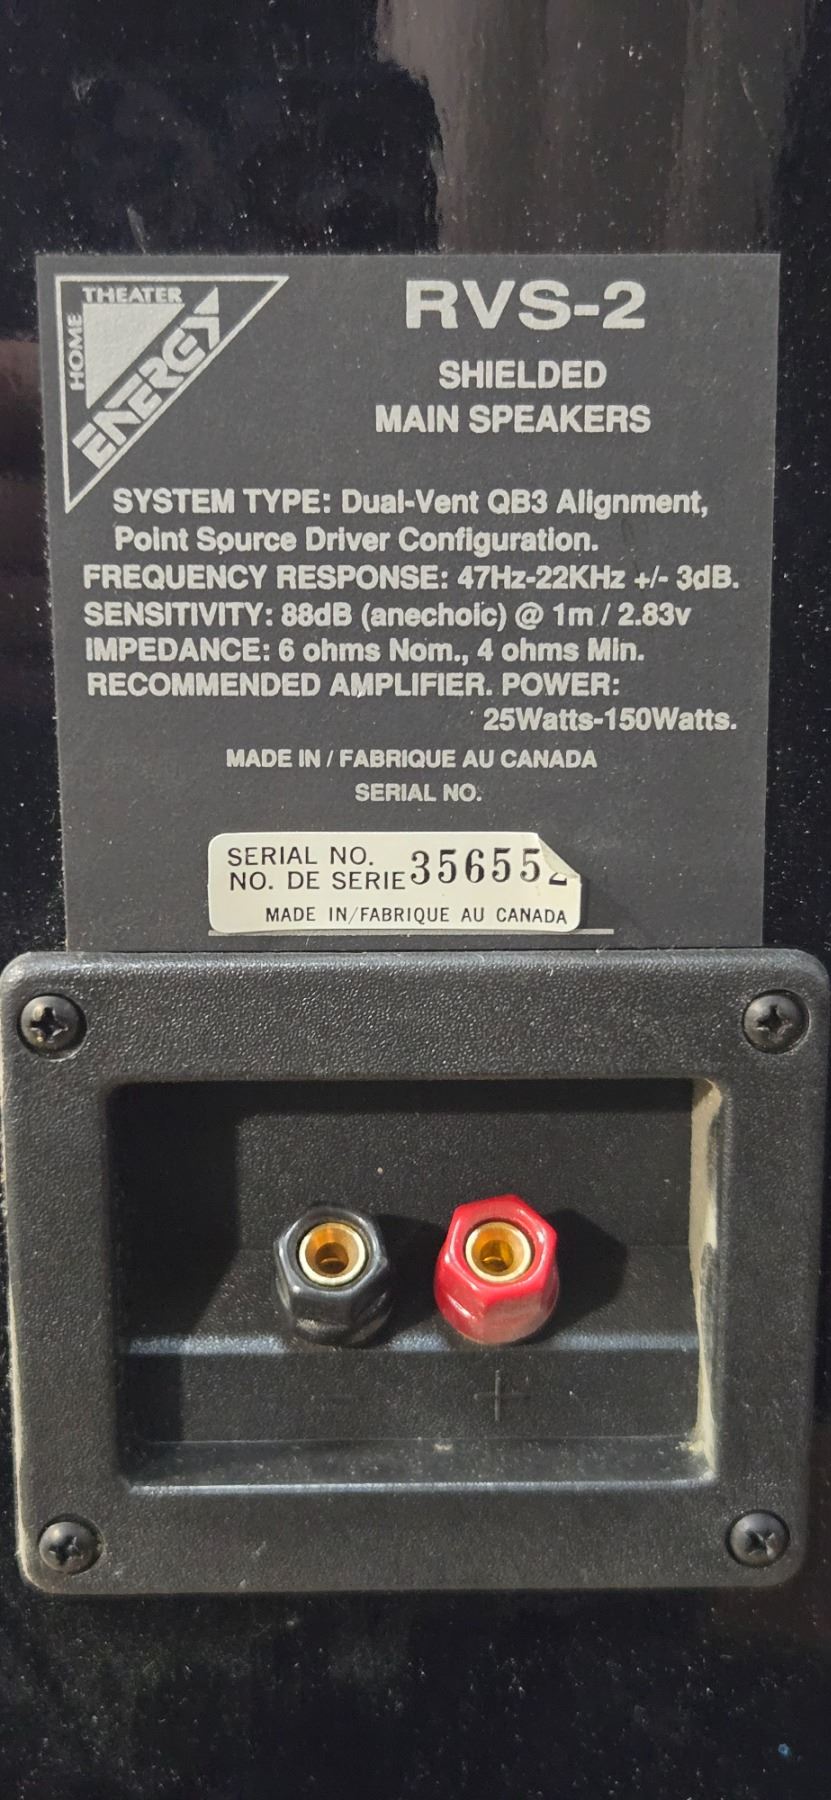 HOME THEATER
ENERGY
RVS-2
SHIELDED
MAIN SPEAKERS
SYSTEM TYPE: Dual-Vent QB3 Alignment,
Point Source Driver Configuration.
FREQUENCY RESPONSE: 47Hz-22KHz +/- 3dB.
SENSITIVITY: 88dB (anechoic) @ 1m / 2.83v
IMPEDANCE: 6 ohms Nom., 4 ohms Min.
RECOMMENDED AMPLIFIER. POWER:
25Watts-150Watts.
MADE IN / FABRIQUE AU CANADA
SERIAL NO.
SERIAL NO.
NO. DE SERIE 356552
MADE IN/FABRIQUE AU CANADA
- +